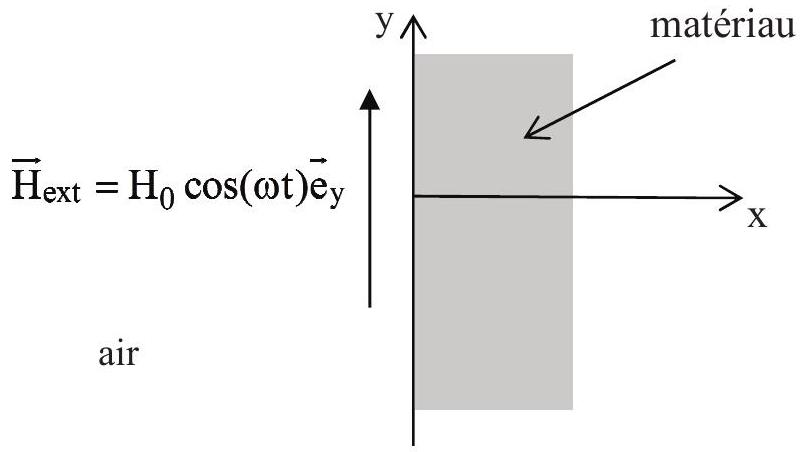 y
matériau
H⃗ext = H₀ cos(ωt)e⃗y
x
air